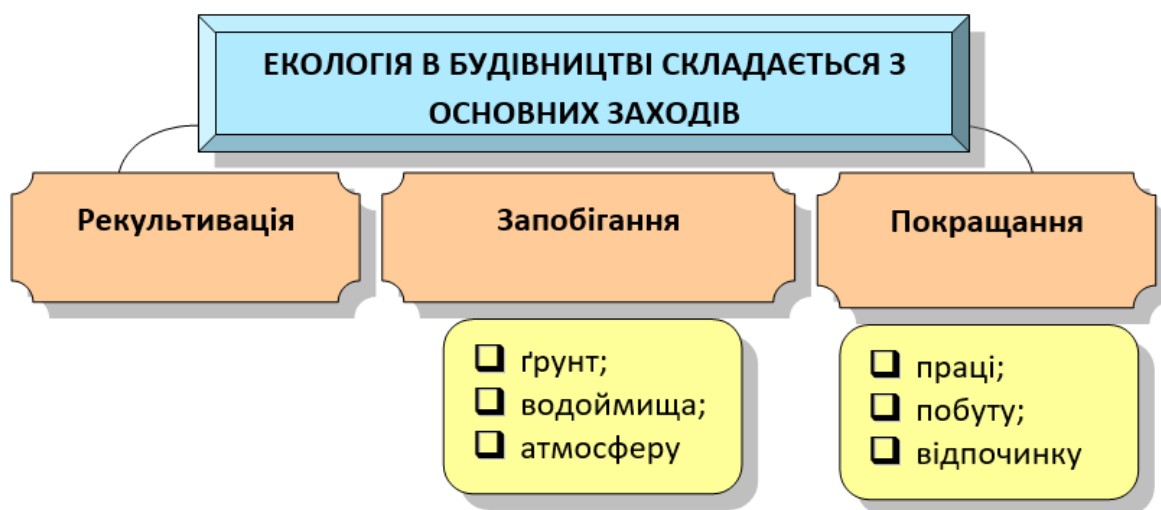 ЕКОЛОГІЯ В БУДІВНИЦТВІ СКЛАДАЄТЬСЯ З
ОСНОВНИХ ЗАХОДІВ
Рекультивація
Запобігання
Покращання
ґрунт;
водоймища;
атмосферу
праці;
побуту;
відпочинку